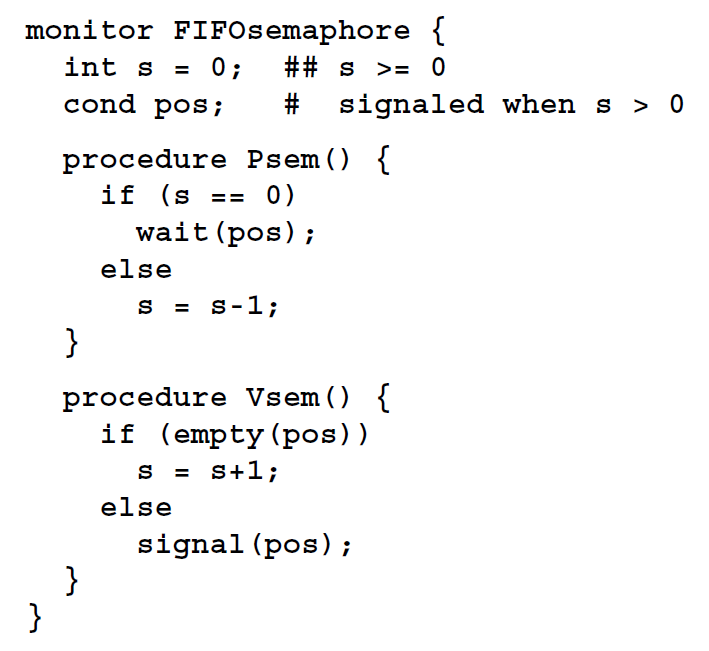 monitor FIFOsemaphore {
  int s = 0;  ## s >= 0
  cond pos;   #  signaled when s > 0
  procedure Psem() {
    if (s == 0)
      wait(pos);
    else
      s = s-1;
  }
  procedure Vsem() {
    if (empty(pos))
      s = s+1;
    else
      signal(pos);
  }
}